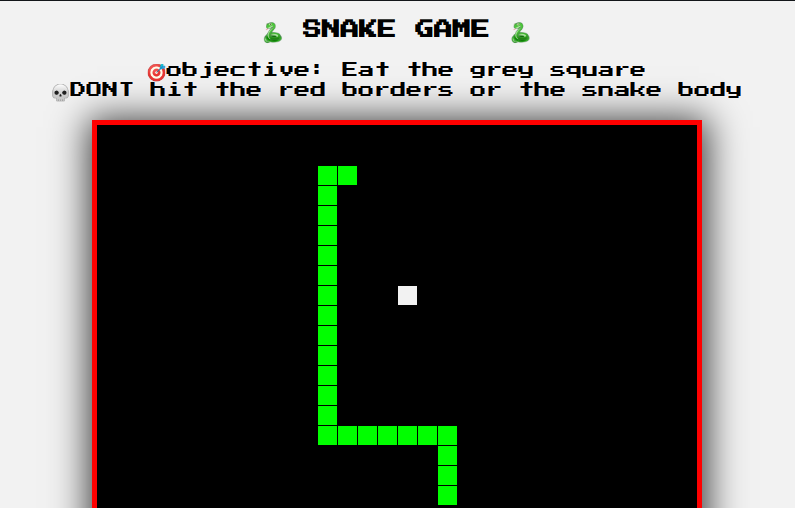 🐍 SNAKE GAME 🐍
🎯objective: Eat the grey square
💀DONT hit the red borders or the snake body